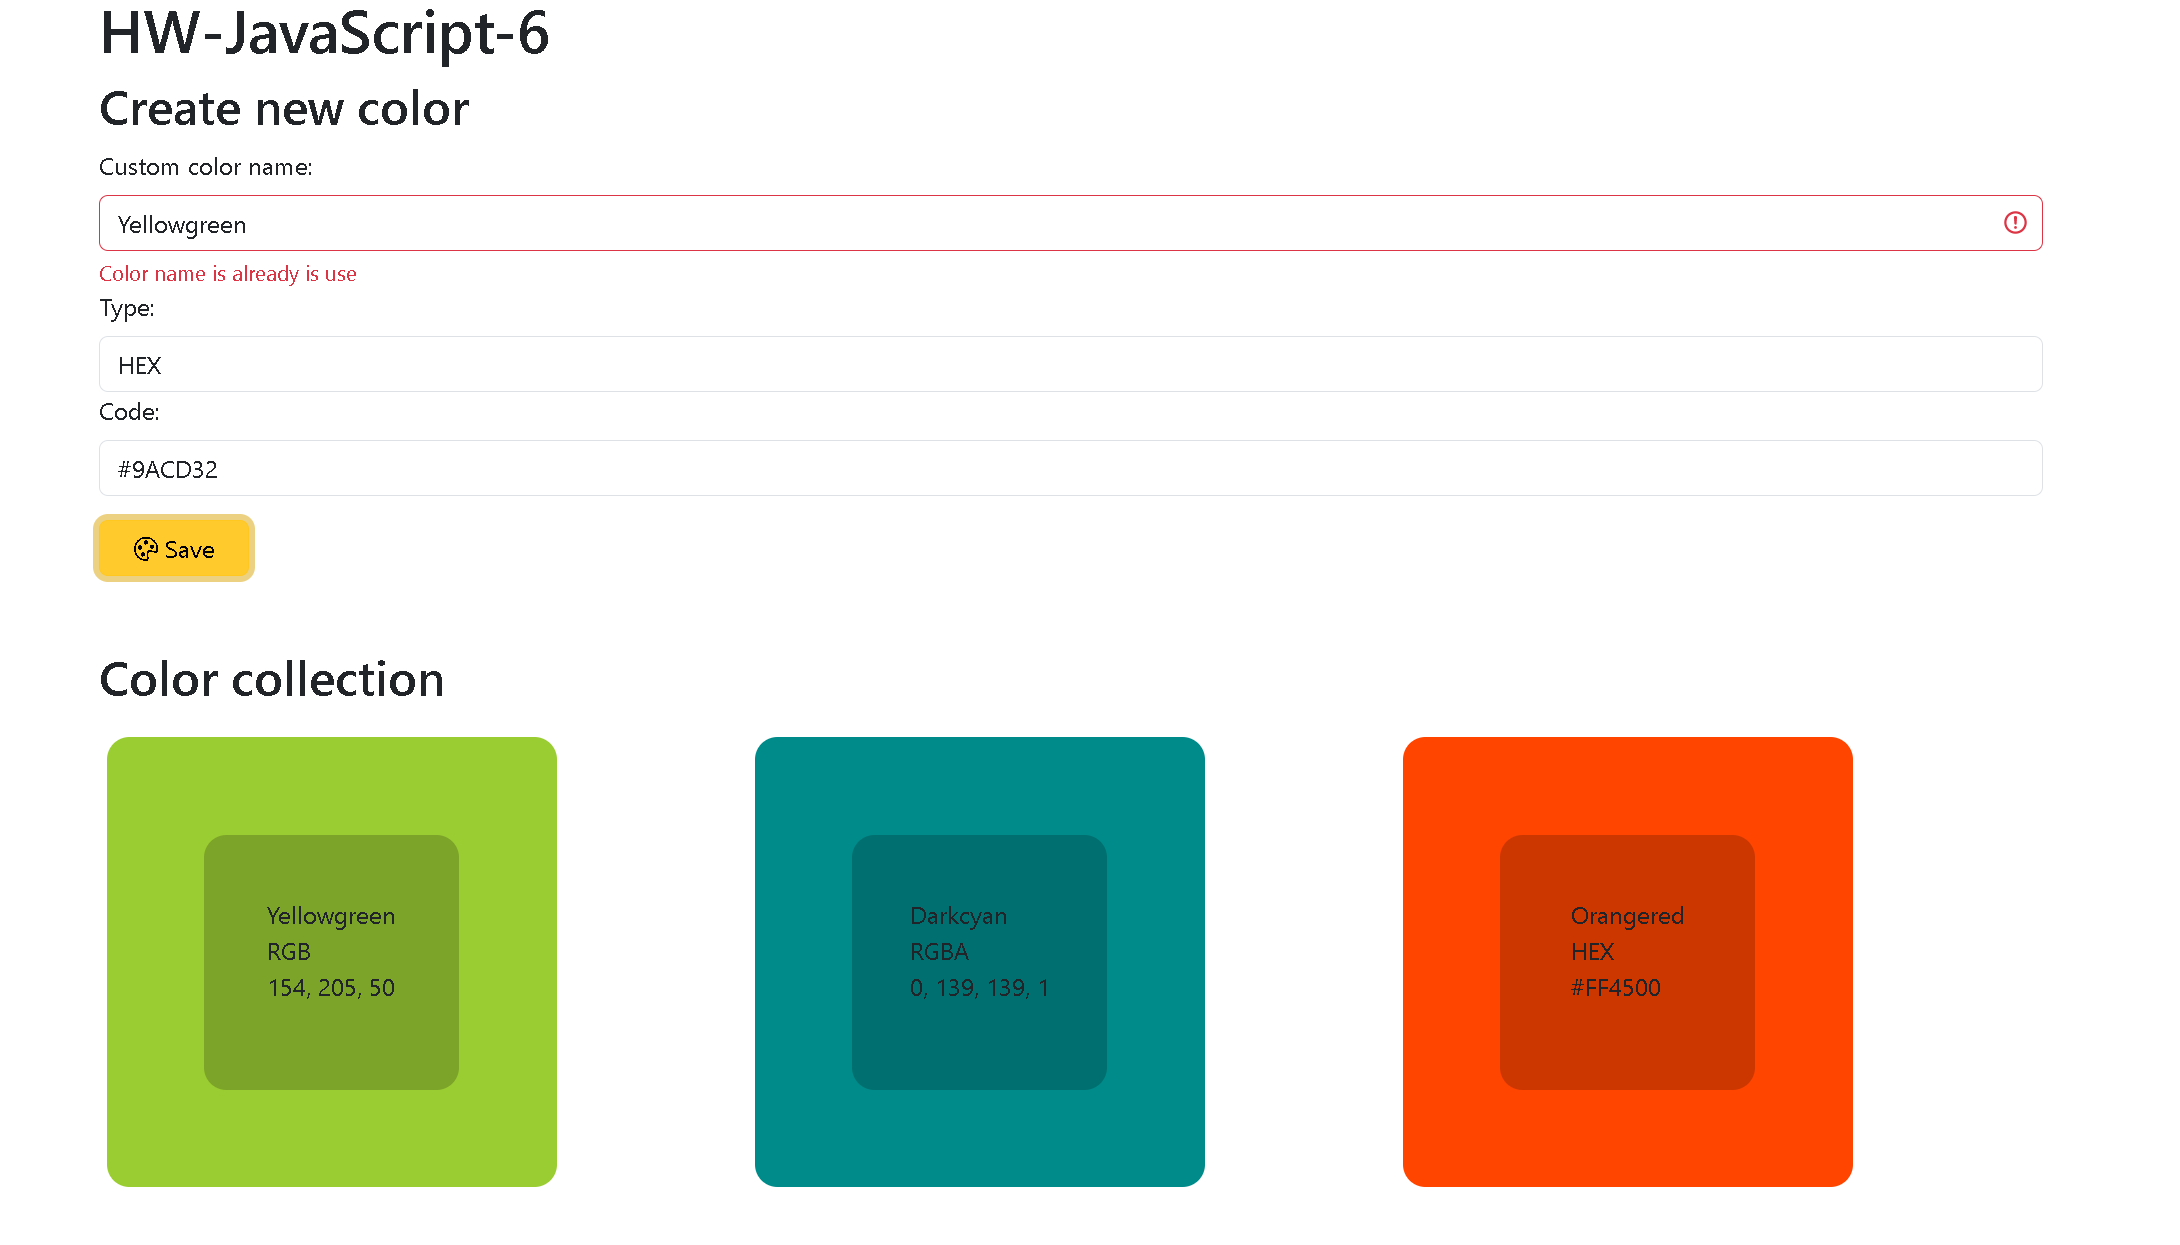 HW-JavaScript-6
Create new color
Custom color name:
Yellowgreen
Color name is already is use
Type:
HEX
Code:
#9ACD32
Save
Color collection
Yellowgreen
RGB
154, 205, 50
Darkcyan
RGBA
0, 139, 139, 1
Orangered
HEX
#FF4500